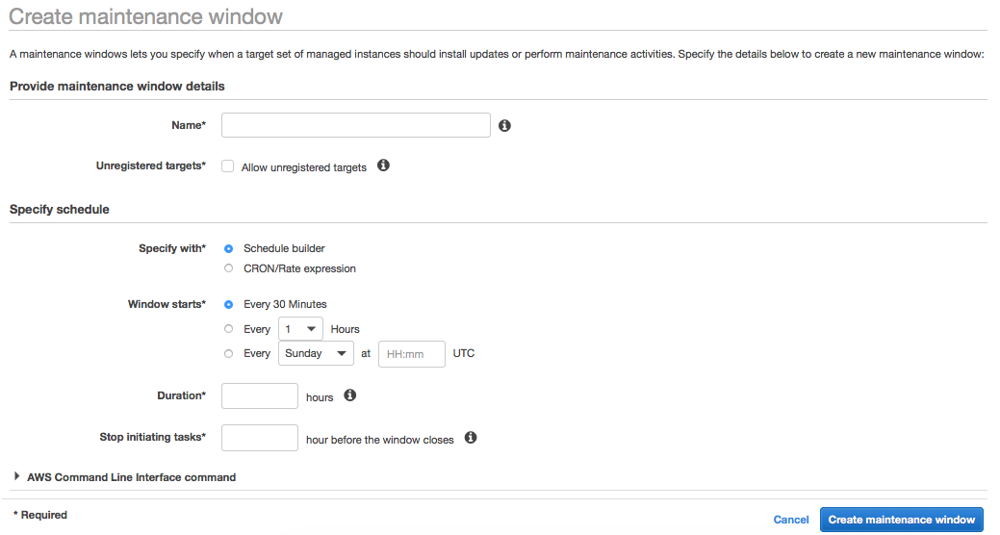 Create maintenance window
A maintenance windows lets you specify when a target set of managed instances should install updates or perform maintenance activities. Specify the details below to create a new maintenance window:
Provide maintenance window details
Name*
Unregistered targets* Allow unregistered targets
Specify schedule
Specify with* Schedule builder
CRON/Rate expression
Window starts* Every 30 Minutes
Every 1 Hours
Every Sunday at HH:mm UTC
Duration* hours
Stop initiating tasks* hour before the window closes
AWS Command Line Interface command
* Required
Cancel Create maintenance window